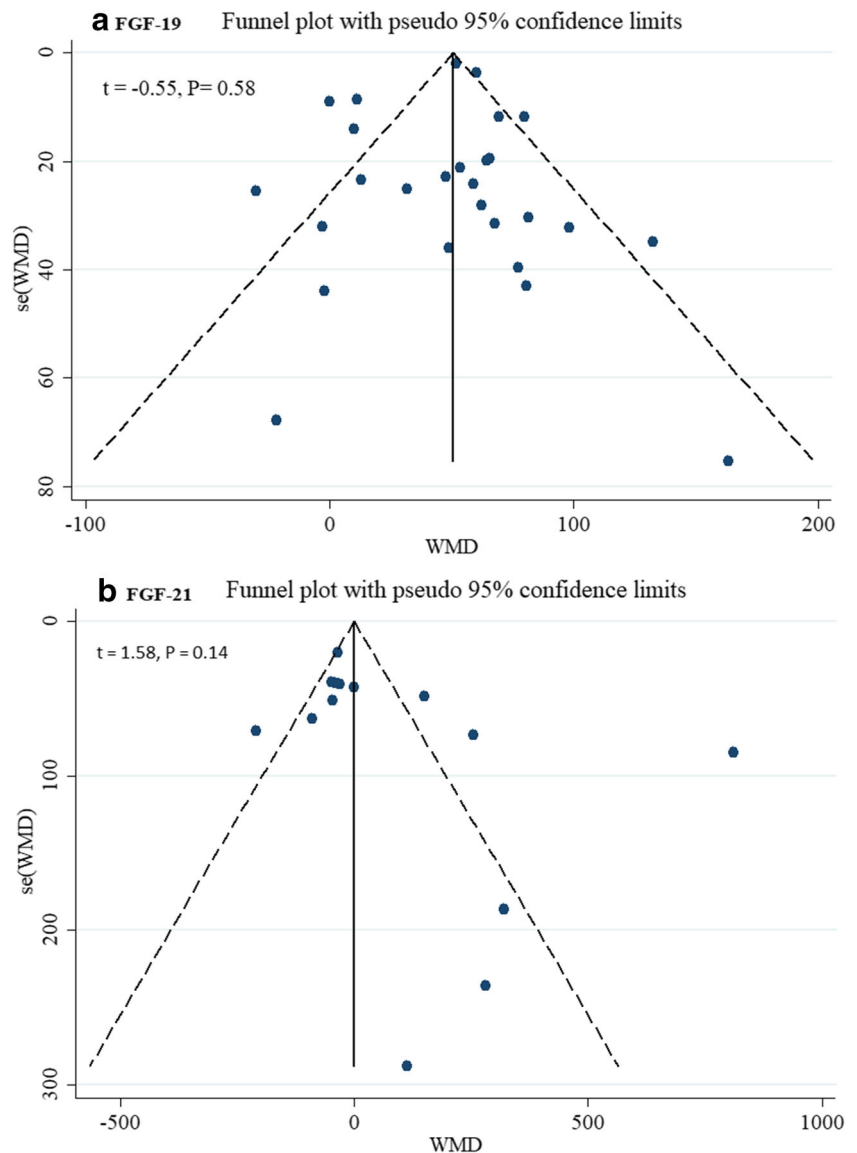 a FGF-19 Funnel plot with pseudo 95% confidence limits
t = -0.55, P= 0.58
se(WMD)
0
20
40
60
80
-100 0 100 200
WMD
b FGF-21 Funnel plot with pseudo 95% confidence limits
t = 1.58, P = 0.14
se(WMD)
0
100
200
300
-500 0 500 1000
WMD